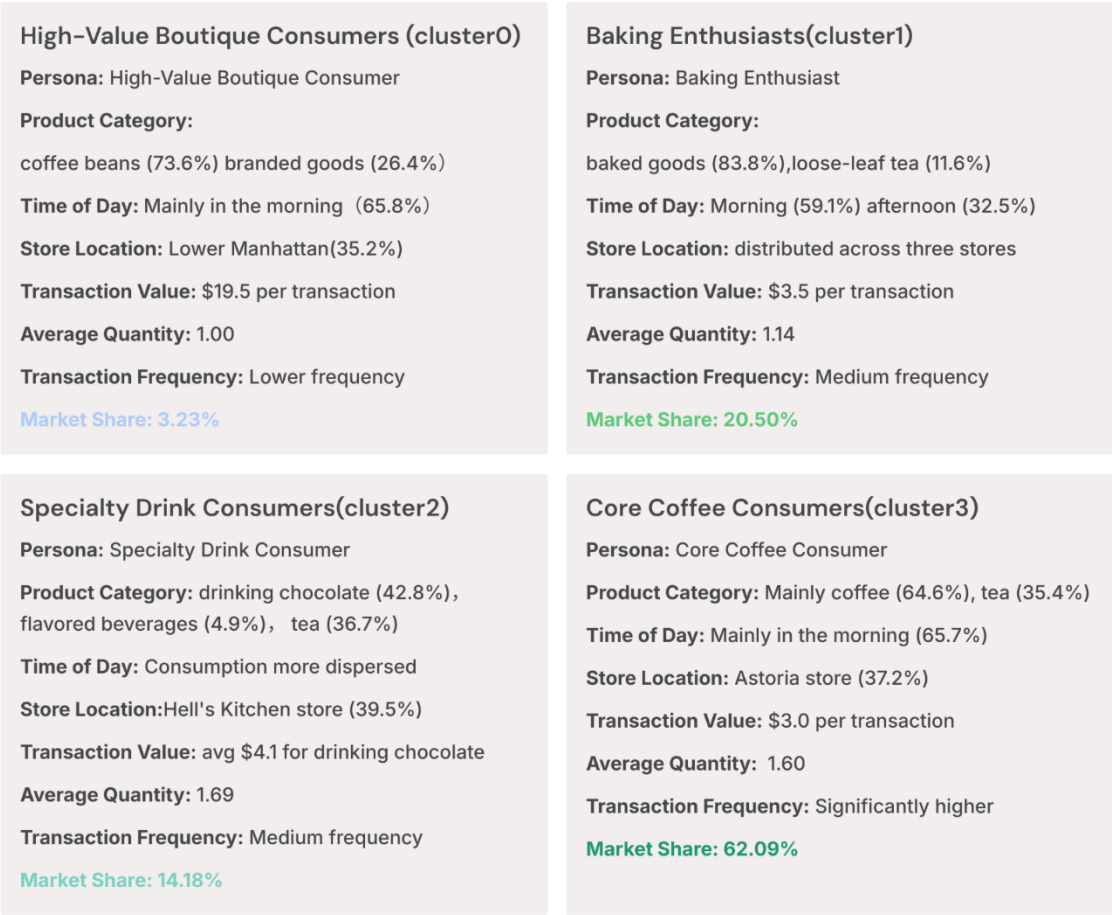 High-Value Boutique Consumers (cluster0)
Persona: High-Value Boutique Consumer
Product Category:
coffee beans (73.6%) branded goods (26.4%）
Time of Day: Mainly in the morning（65.8%）
Store Location: Lower Manhattan(35.2%)
Transaction Value: $19.5 per transaction
Average Quantity: 1.00
Transaction Frequency: Lower frequency
Market Share: 3.23%
Baking Enthusiasts(cluster1)
Persona: Baking Enthusiast
Product Category:
baked goods (83.8%),loose-leaf tea (11.6%)
Time of Day: Morning (59.1%) afternoon (32.5%)
Store Location: distributed across three stores
Transaction Value: $3.5 per transaction
Average Quantity: 1.14
Transaction Frequency: Medium frequency
Market Share: 20.50%
Specialty Drink Consumers(cluster2)
Persona: Specialty Drink Consumer
Product Category: drinking chocolate (42.8%)，
flavored beverages (4.9%)， tea (36.7%)
Time of Day: Consumption more dispersed
Store Location:Hell's Kitchen store (39.5%)
Transaction Value: avg $4.1 for drinking chocolate
Average Quantity: 1.69
Transaction Frequency: Medium frequency
Market Share: 14.18%
Core Coffee Consumers(cluster3)
Persona: Core Coffee Consumer
Product Category: Mainly coffee (64.6%), tea (35.4%)
Time of Day: Mainly in the morning (65.7%)
Store Location: Astoria store (37.2%)
Transaction Value: $3.0 per transaction
Average Quantity: 1.60
Transaction Frequency: Significantly higher
Market Share: 62.09%